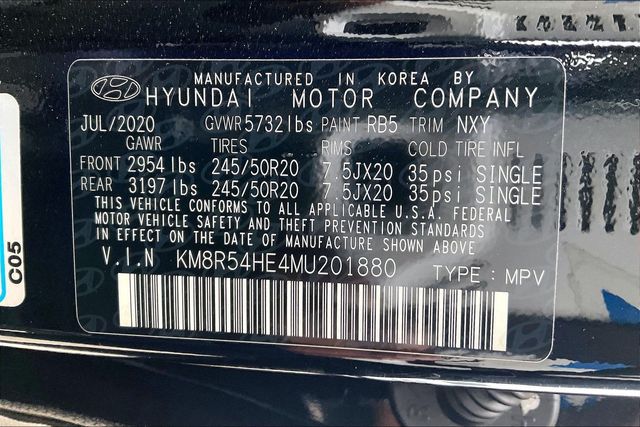 MANUFACTURED IN KOREA BY
HYUNDAI MOTOR COMPANY
JUL/2020 GVWR 5732lbs PAINT RB5 TRIM NXY
GAWR TIRES RIMS COLD TIRE INFL
FRONT 2954 lbs 245/50R20 7.5JX20 35psi SINGLE
REAR 3197 lbs 245/50R20 7.5JX20 35psi SINGLE
THIS VEHICLE CONFORMS TO ALL APPLICABLE U.S.A. FEDERAL
MOTOR VEHICLE SAFETY AND THEFT PREVENTION STANDARDS
IN EFFECT ON THE DATE OF MANUFACTURE SHOWN ABOVE.
V.I.N KM8R54HE4MU201880 TYPE: MPV
C05